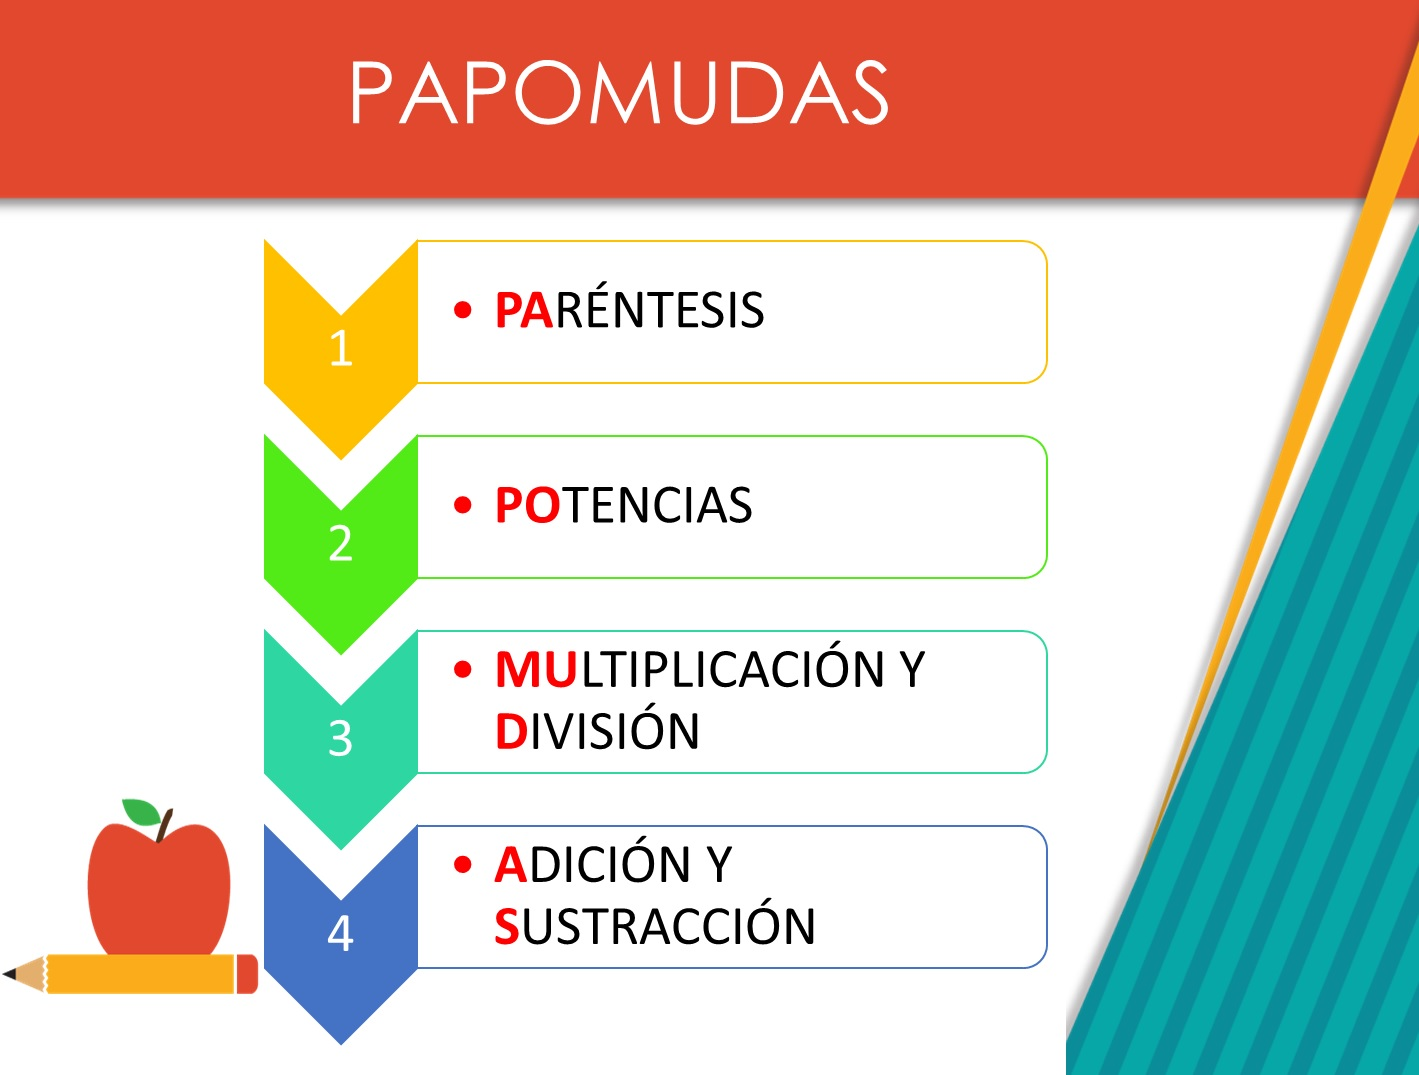 PAPOMUDAS
1
• PARÉNTESIS
2
• POTENCIAS
3
• MULTIPLICACIÓN Y
DIVISIÓN
4
• ADICIÓN Y
SUSTRACCIÓN